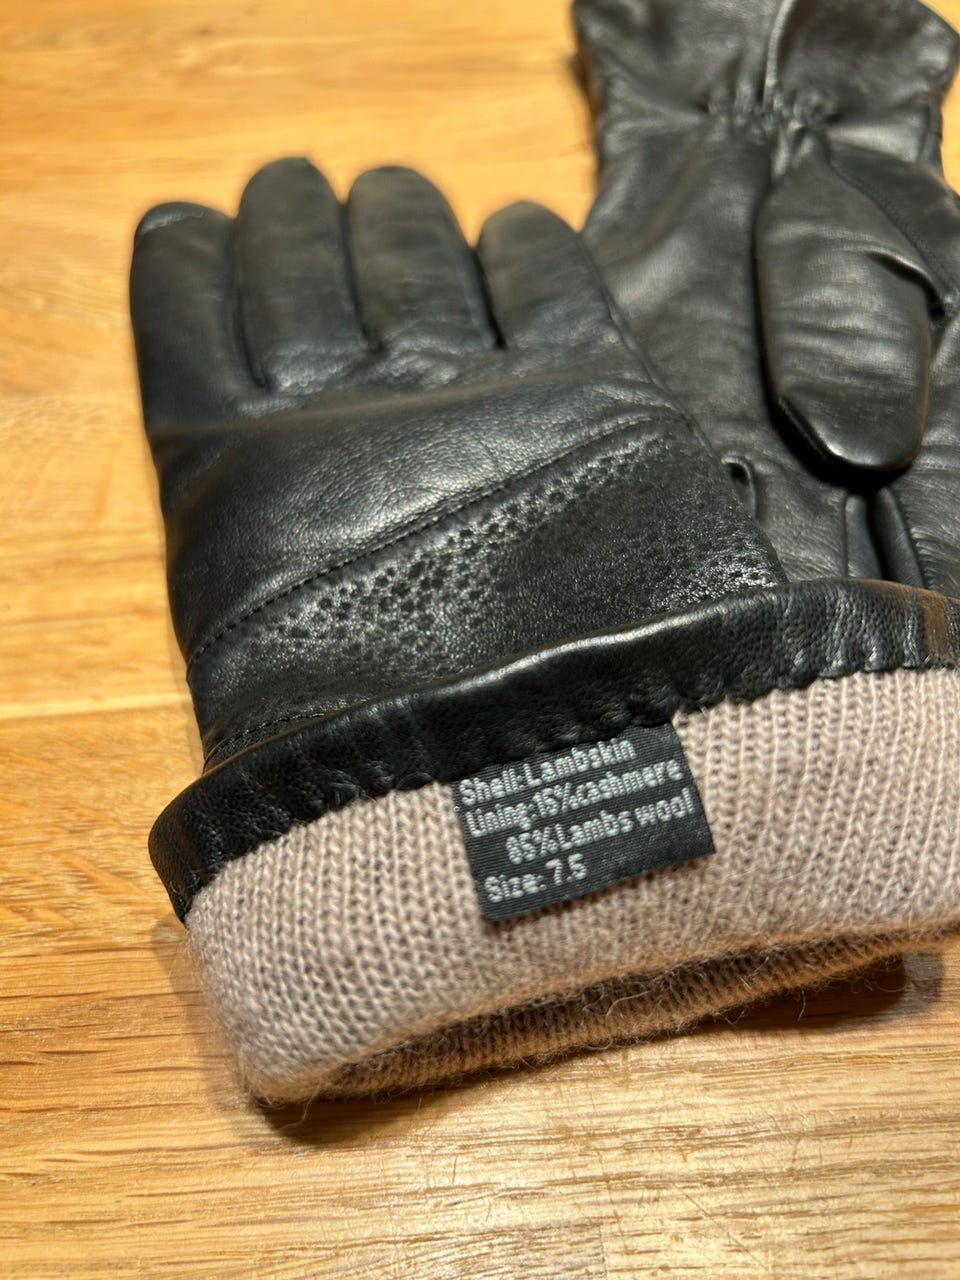 Shell: Lambskin
Lining: 15%cashmere
85%Lambs wool
Size: 7.5